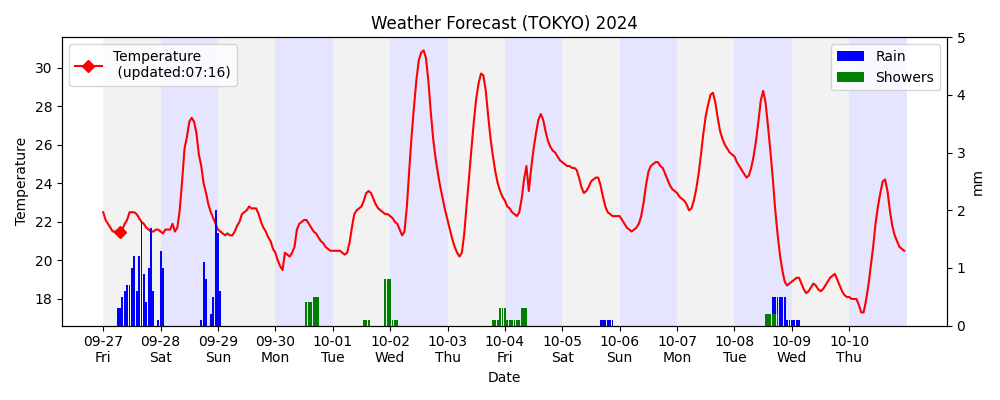 Weather Forecast (TOKYO) 2024
Temperature
(updated:07:16)
Rain
Showers
Temperature
30
28
26
24
22
20
18
5
4
3
2
1
0
mm
09-27 09-28 09-29 09-30 10-01 10-02 10-03 10-04 10-05 10-06 10-07 10-08 10-09 10-10
Fri Sat Sun Mon Tue Wed Thu Fri Sat Sun Mon Tue Wed Thu
Date